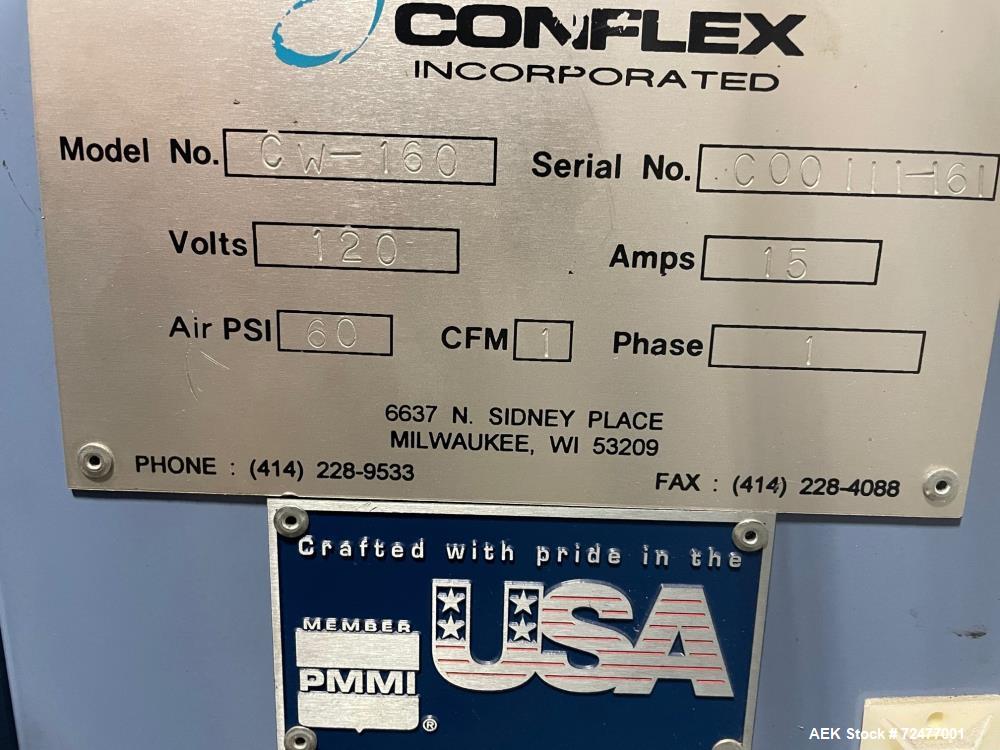 CONFLEX
INCORPORATED
Model No. CW-160 Serial No. C00111-161
Volts 120 Amps 15
Air PSI 60 CFM 1 Phase 1
6637 N. SIDNEY PLACE
MILWAUKEE, WI 53209
PHONE : (414) 228-9533 FAX : (414) 228-4088
Crafted with pride in the
USA
MEMBER
PMMI
®
AEK Stock # 72477001